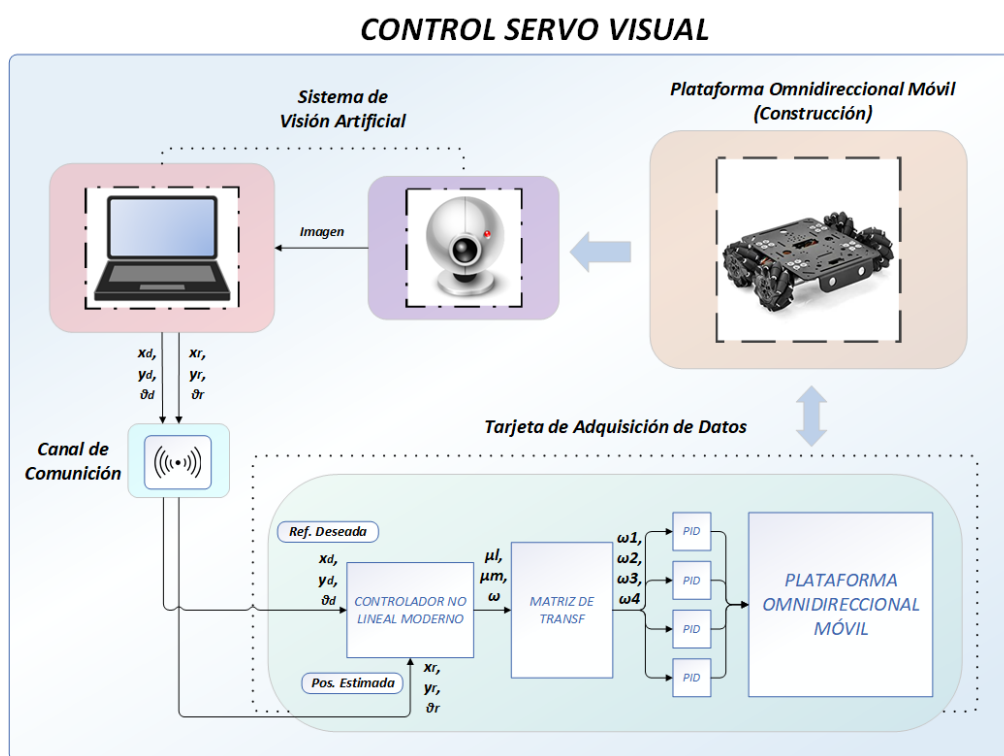 CONTROL SERVO VISUAL
Sistema de
Visión Artificial
Plataforma Omnidireccional Móvil
(Construcción)
Imagen
xd,
yd,
ϑd
xr,
yr,
ϑr
Canal de
Comunición
Tarjeta de Adquisición de Datos
Ref. Deseada
xd,
yd,
ϑd
CONTROLADOR NO
LINEAL MODERNO
Pos. Estimada
xr,
yr,
ϑr
μl,
μm,
ω
MATRIZ DE
TRANSF
ω1,
ω2,
ω3,
ω4
PID
PID
PID
PID
PLATAFORMA
OMNIDIRECCIONAL
MÓVIL